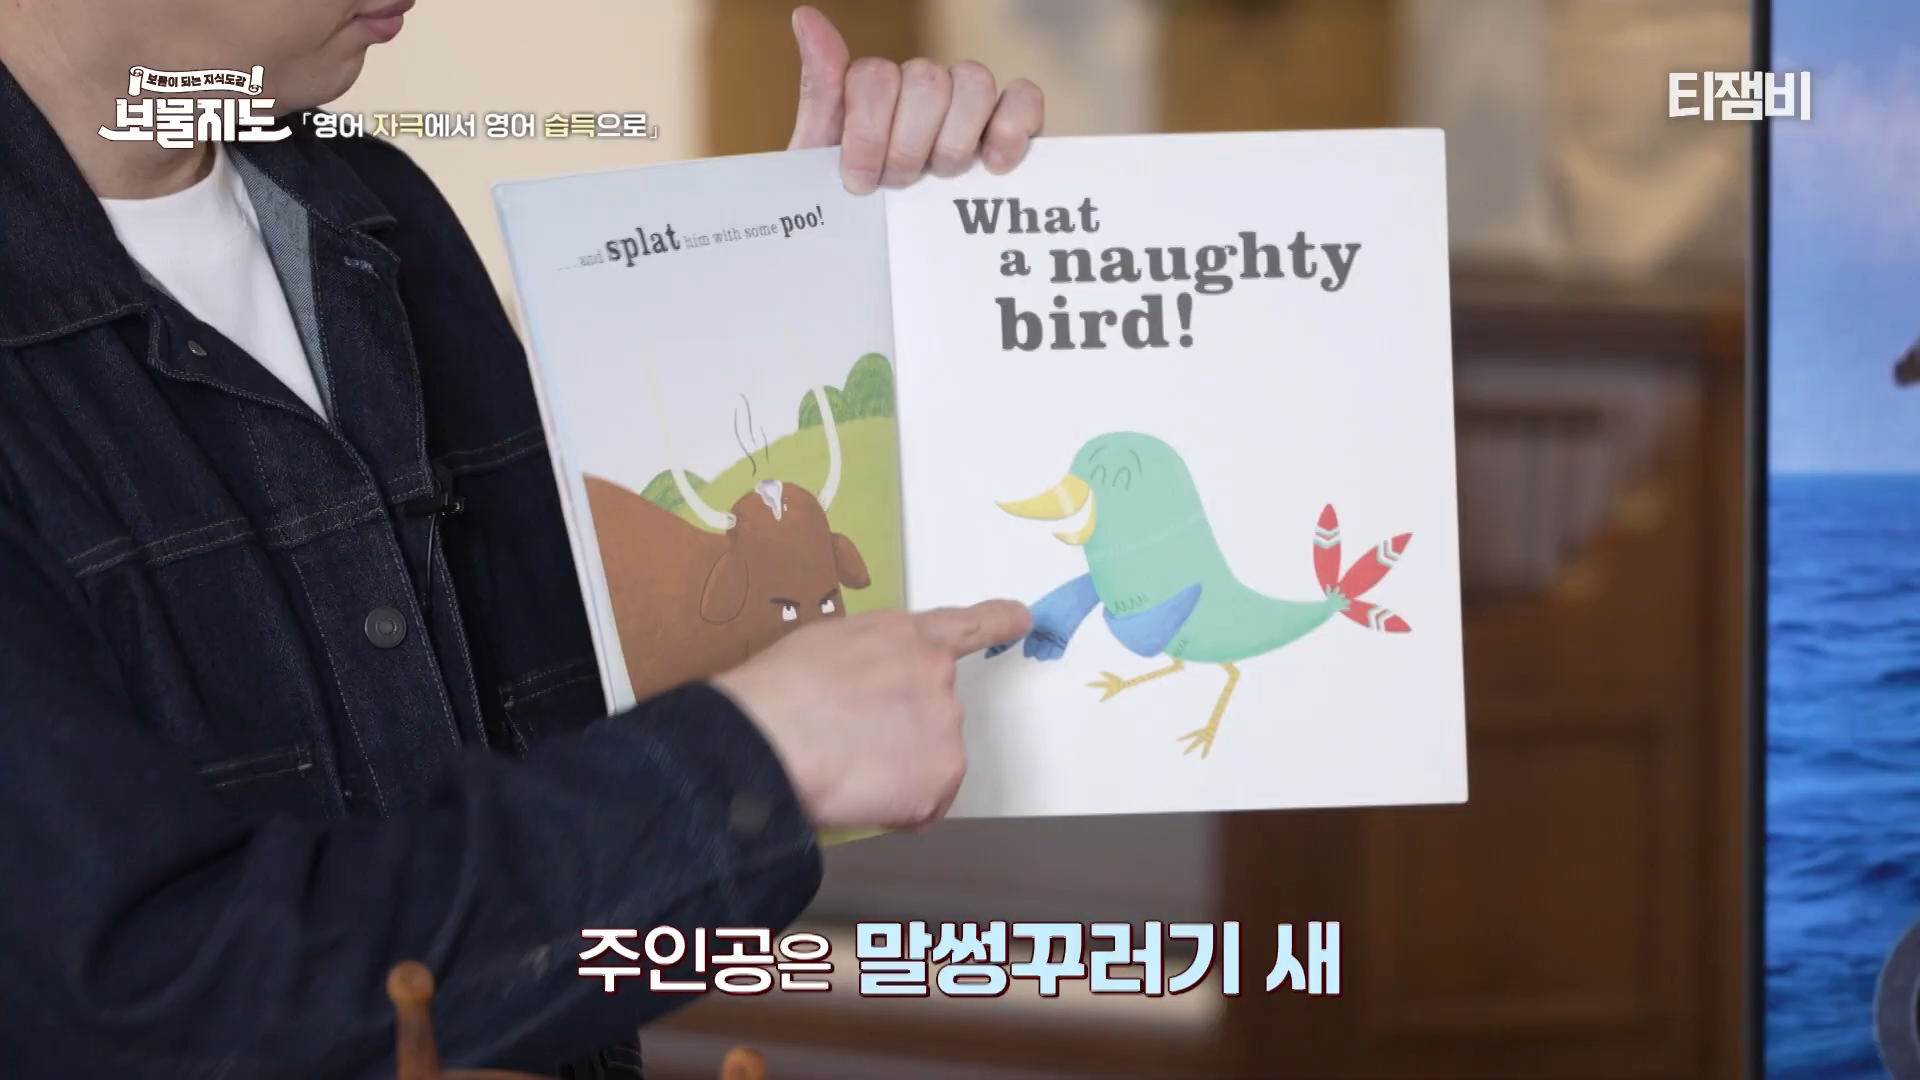 보물이 되는 지식도감
보물지도
「영어 자극에서 영어 습득으로」
티잼비
...and splat him with some poo!
What
a naughty
bird!
주인공은 말썽꾸러기 새